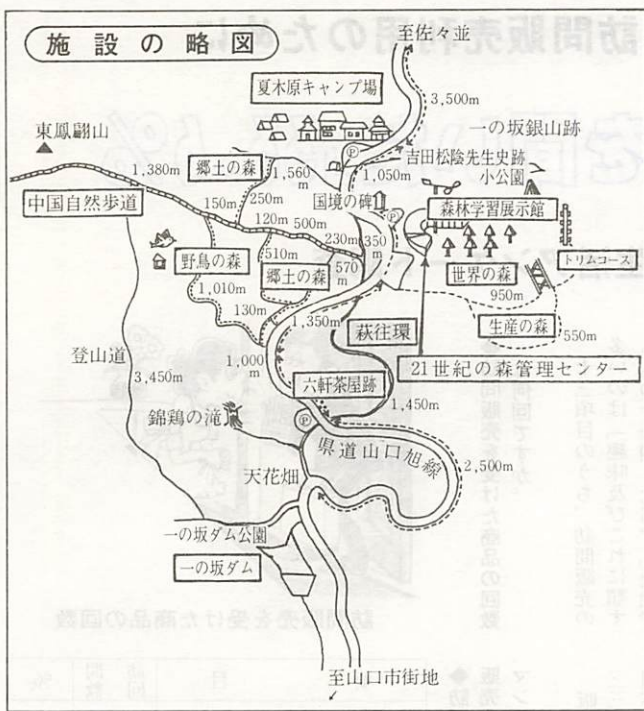 施設の略図
至佐々並
夏木原キャンプ場
3,500m
東鳳翩山
一の坂銀山跡
P
吉田松陰先生史跡
小公園
1,380m
郷土の森
1,560m
1,050m
中国自然歩道
150m
250m
国境の碑
P
森林学習展示館
120m
500m
230m
350m
トリムコース
野鳥の森
510m
郷土の森
570m
世界の森
1,010m
950m
130m
1,350m
萩往環
生産の森
550m
登山道
1,000m
3,450m
六軒茶屋跡
21世紀の森管理センター
1,450m
錦鶏の滝
P
県道山口旭線
2,500m
天花畑
一の坂ダム公園
一の坂ダム
至山口市街地